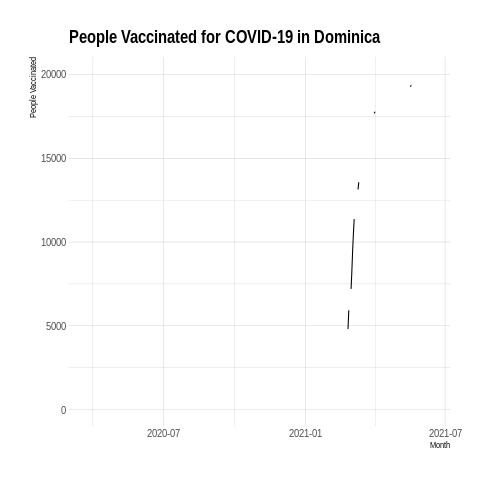 People Vaccinated for COVID-19 in Dominica
People Vaccinated
20000
15000
10000
5000
0
2020-07
2021-01
2021-07
Month